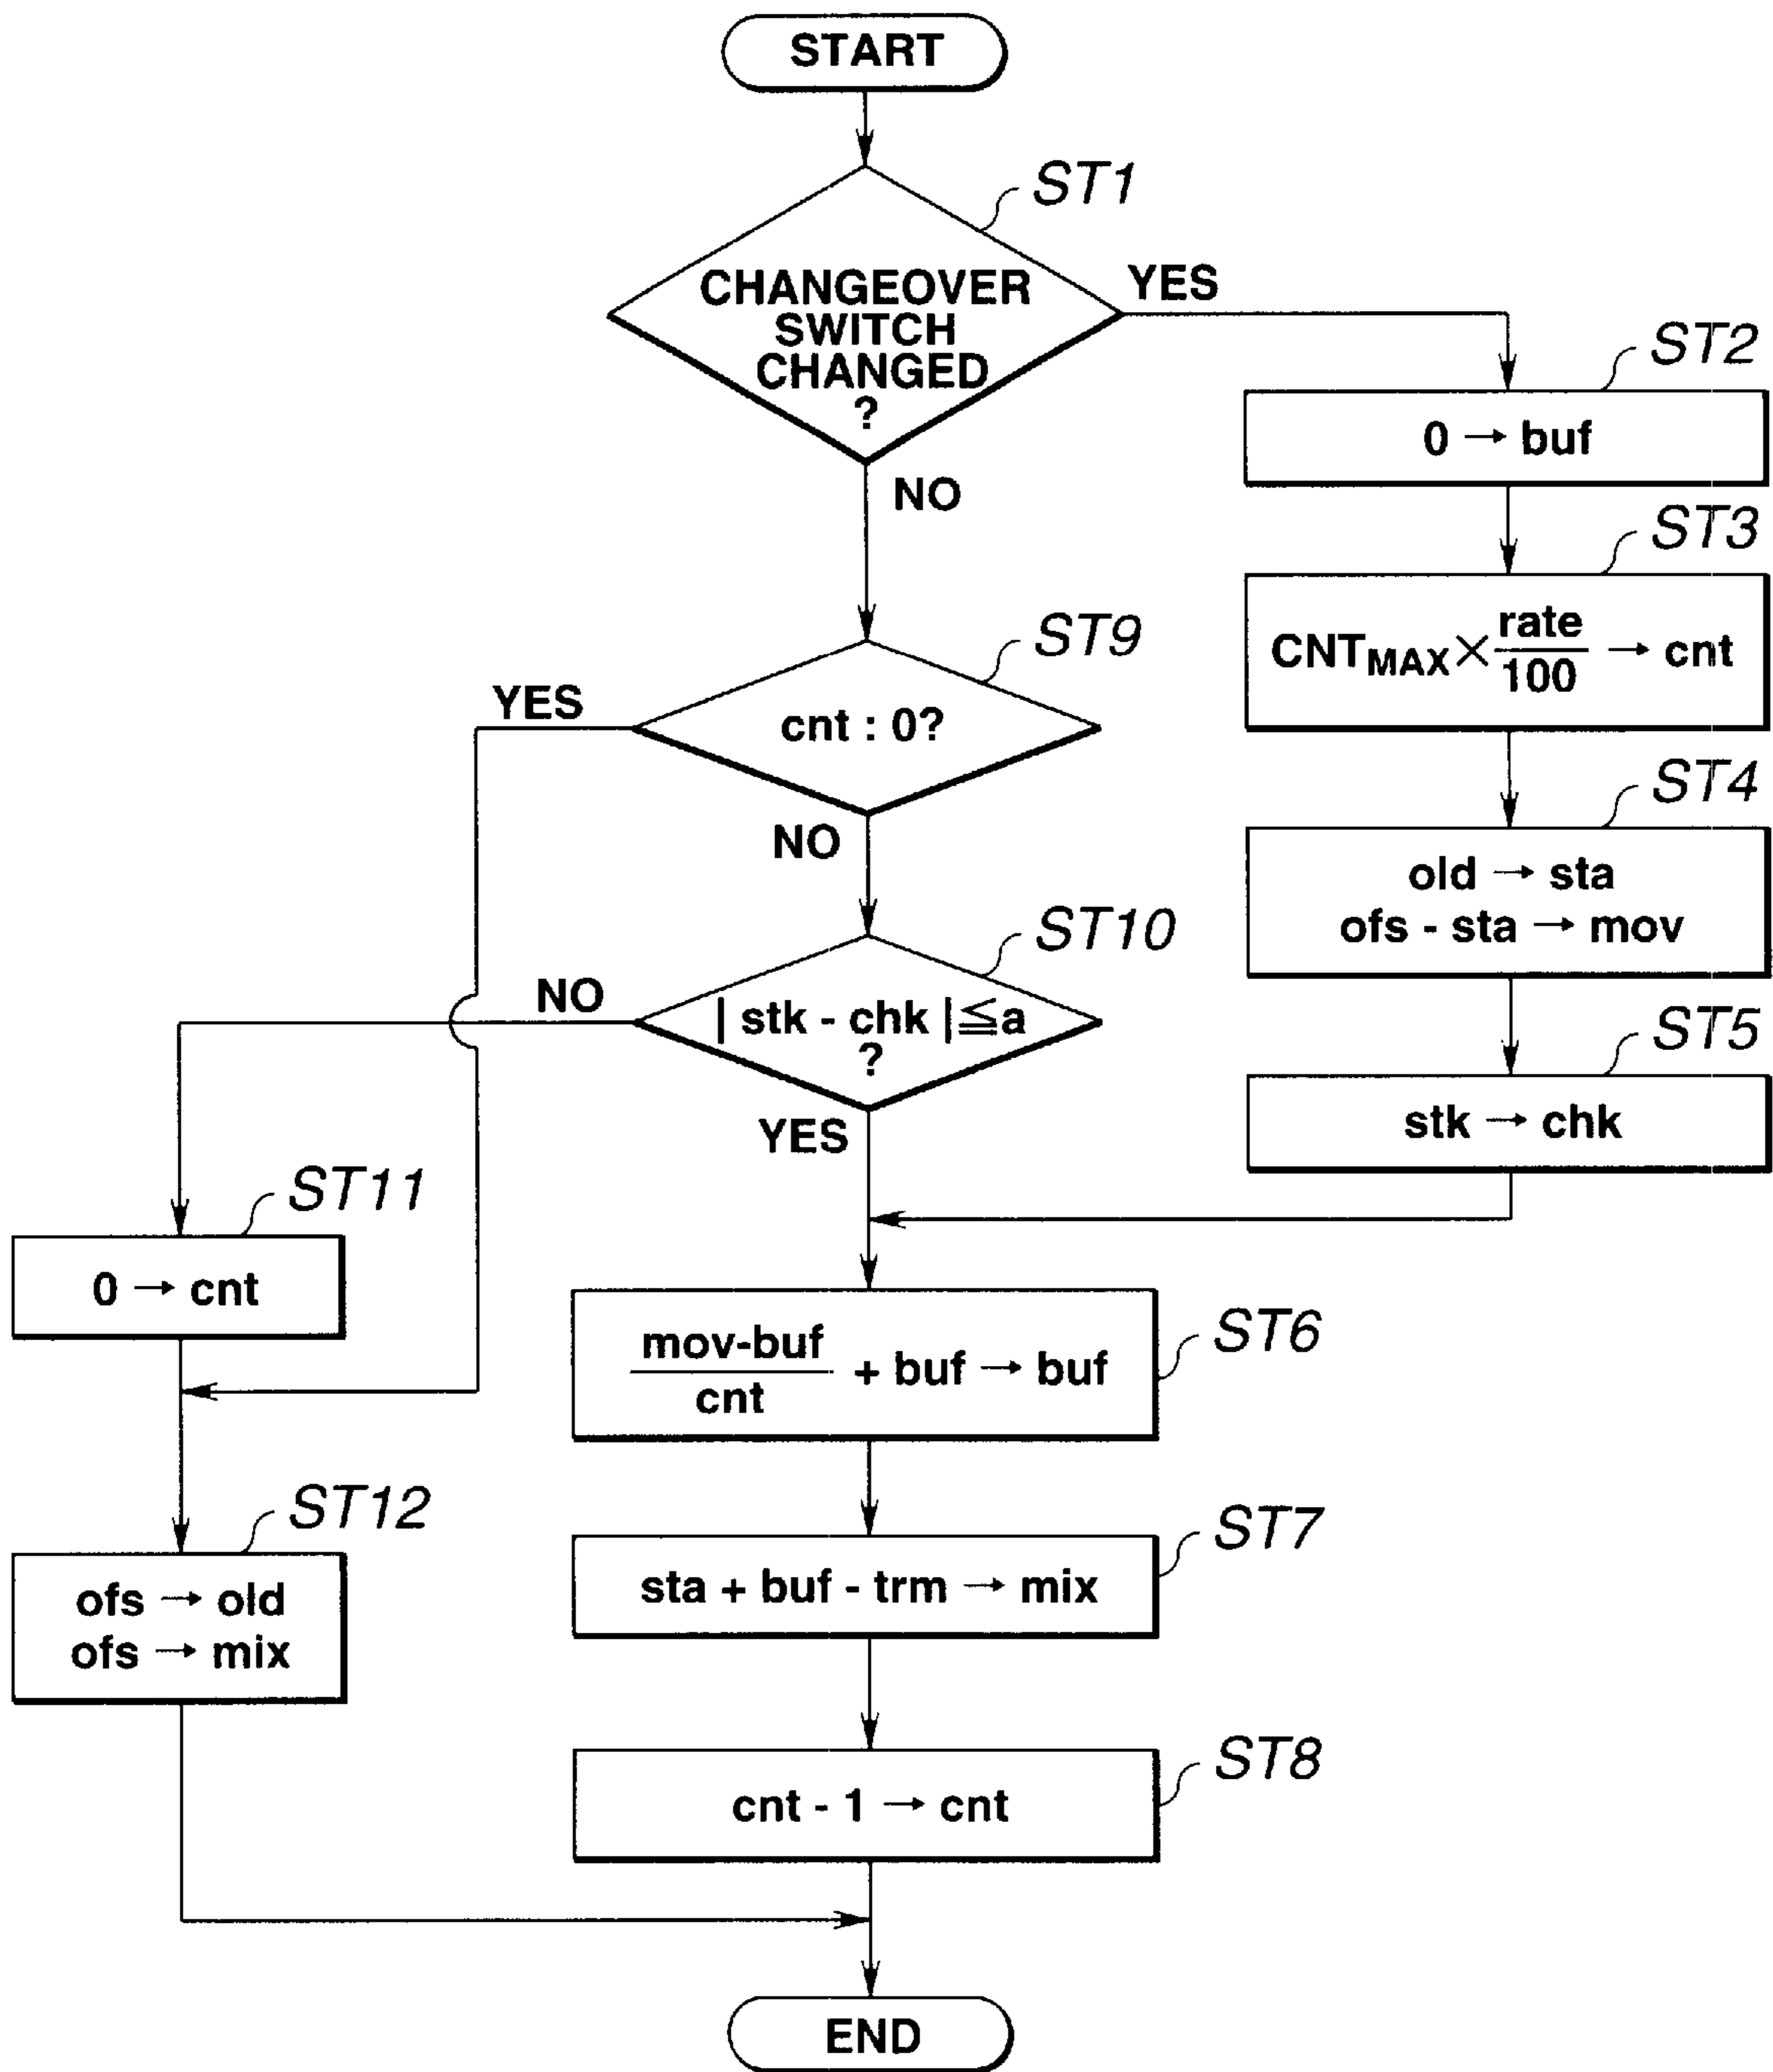 START
ST1
CHANGEOVER
SWITCH
CHANGED
?
YES
NO
ST2
0 → buf
ST3
CNTMAX × rate/100 → cnt
ST9
cnt : 0?
YES
NO
ST4
old → sta
ofs - sta → mov
ST10
| stk - chk | ≦ a
?
NO
YES
ST5
stk → chk
ST11
0 → cnt
ST6
mov-buf/cnt + buf → buf
ST12
ofs → old
ofs → mix
ST7
sta + buf - trm → mix
ST8
cnt - 1 → cnt
END